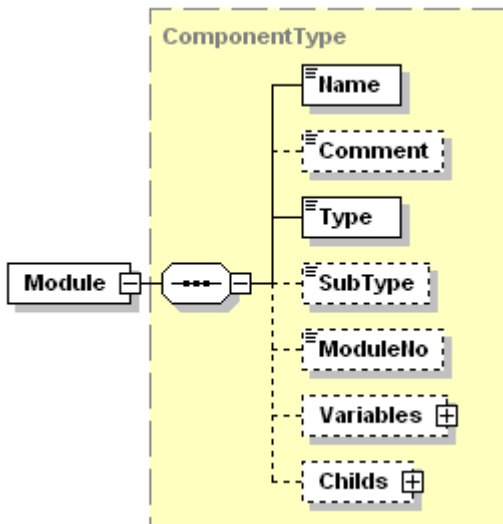 ComponentType
Name
Comment
Type
Module
SubType
ModuleNo
Variables
Childs